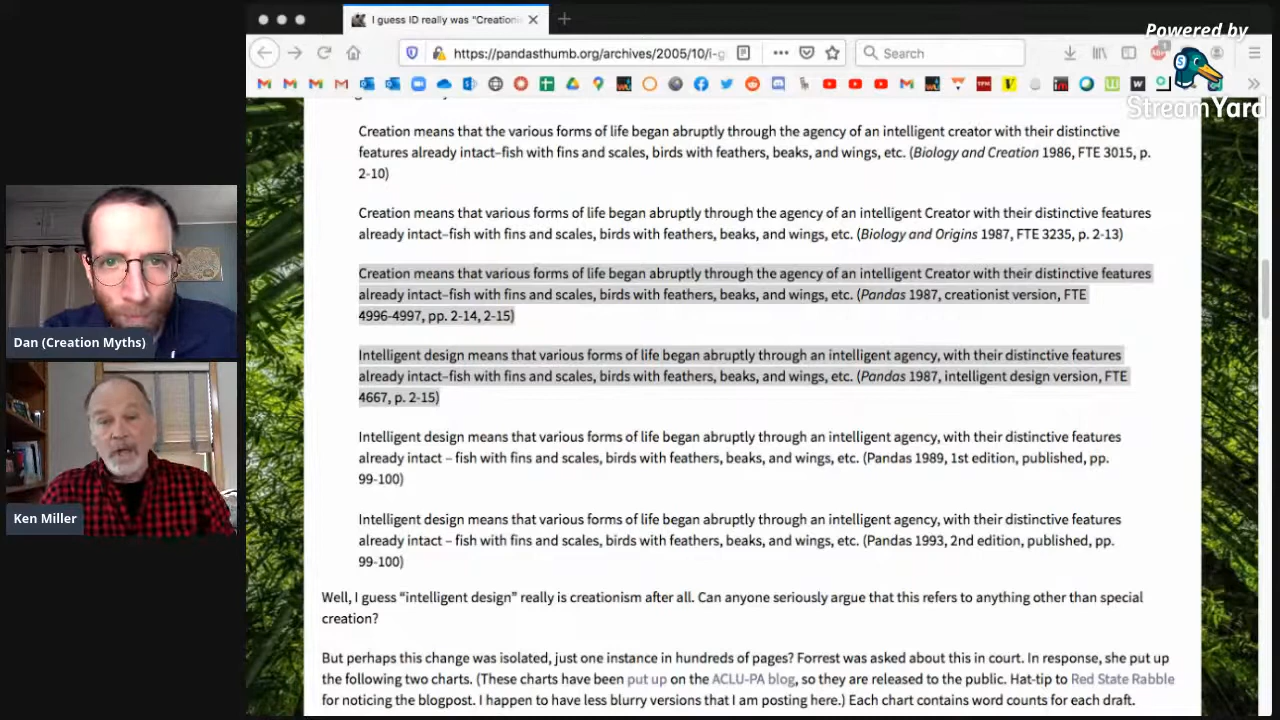 I guess ID really was “Creationi
Powered by
StreamYard
https://pandasthumb.org/archives/2005/10/i-g
Search
Creation means that the various forms of life began abruptly through the agency of an intelligent creator with their distinctive
features already intact–fish with fins and scales, birds with feathers, beaks, and wings, etc. (Biology and Creation 1986, FTE 3015, p.
2-10)
Creation means that various forms of life began abruptly through the agency of an intelligent Creator with their distinctive features
already intact–fish with fins and scales, birds with feathers, beaks, and wings, etc. (Biology and Origins 1987, FTE 3235, p. 2-13)
Creation means that various forms of life began abruptly through the agency of an intelligent Creator with their distinctive features
already intact–fish with fins and scales, birds with feathers, beaks, and wings, etc. (Pandas 1987, creationist version, FTE
4996-4997, pp. 2-14, 2-15)
Intelligent design means that various forms of life began abruptly through an intelligent agency, with their distinctive features
already intact–fish with fins and scales, birds with feathers, beaks, and wings, etc. (Pandas 1987, intelligent design version, FTE
4667, p. 2-15)
Intelligent design means that various forms of life began abruptly through an intelligent agency, with their distinctive features
already intact – fish with fins and scales, birds with feathers, beaks, and wings, etc. (Pandas 1989, 1st edition, published, pp.
99-100)
Intelligent design means that various forms of life began abruptly through an intelligent agency, with their distinctive features
already intact – fish with fins and scales, birds with feathers, beaks, and wings, etc. (Pandas 1993, 2nd edition, published, pp.
99-100)
Well, I guess “intelligent design” really is creationism after all. Can anyone seriously argue that this refers to anything other than special
creation?
But perhaps this change was isolated, just one instance in hundreds of pages? Forrest was asked about this in court. In response, she put up
the following two charts. (These charts have been put up on the ACLU-PA blog, so they are released to the public. Hat-tip to Red State Rabble
for noticing the blogpost. I happen to have less blurry versions that I am posting here.) Each chart contains word counts for each draft.
Dan (Creation Myths)
Ken Miller